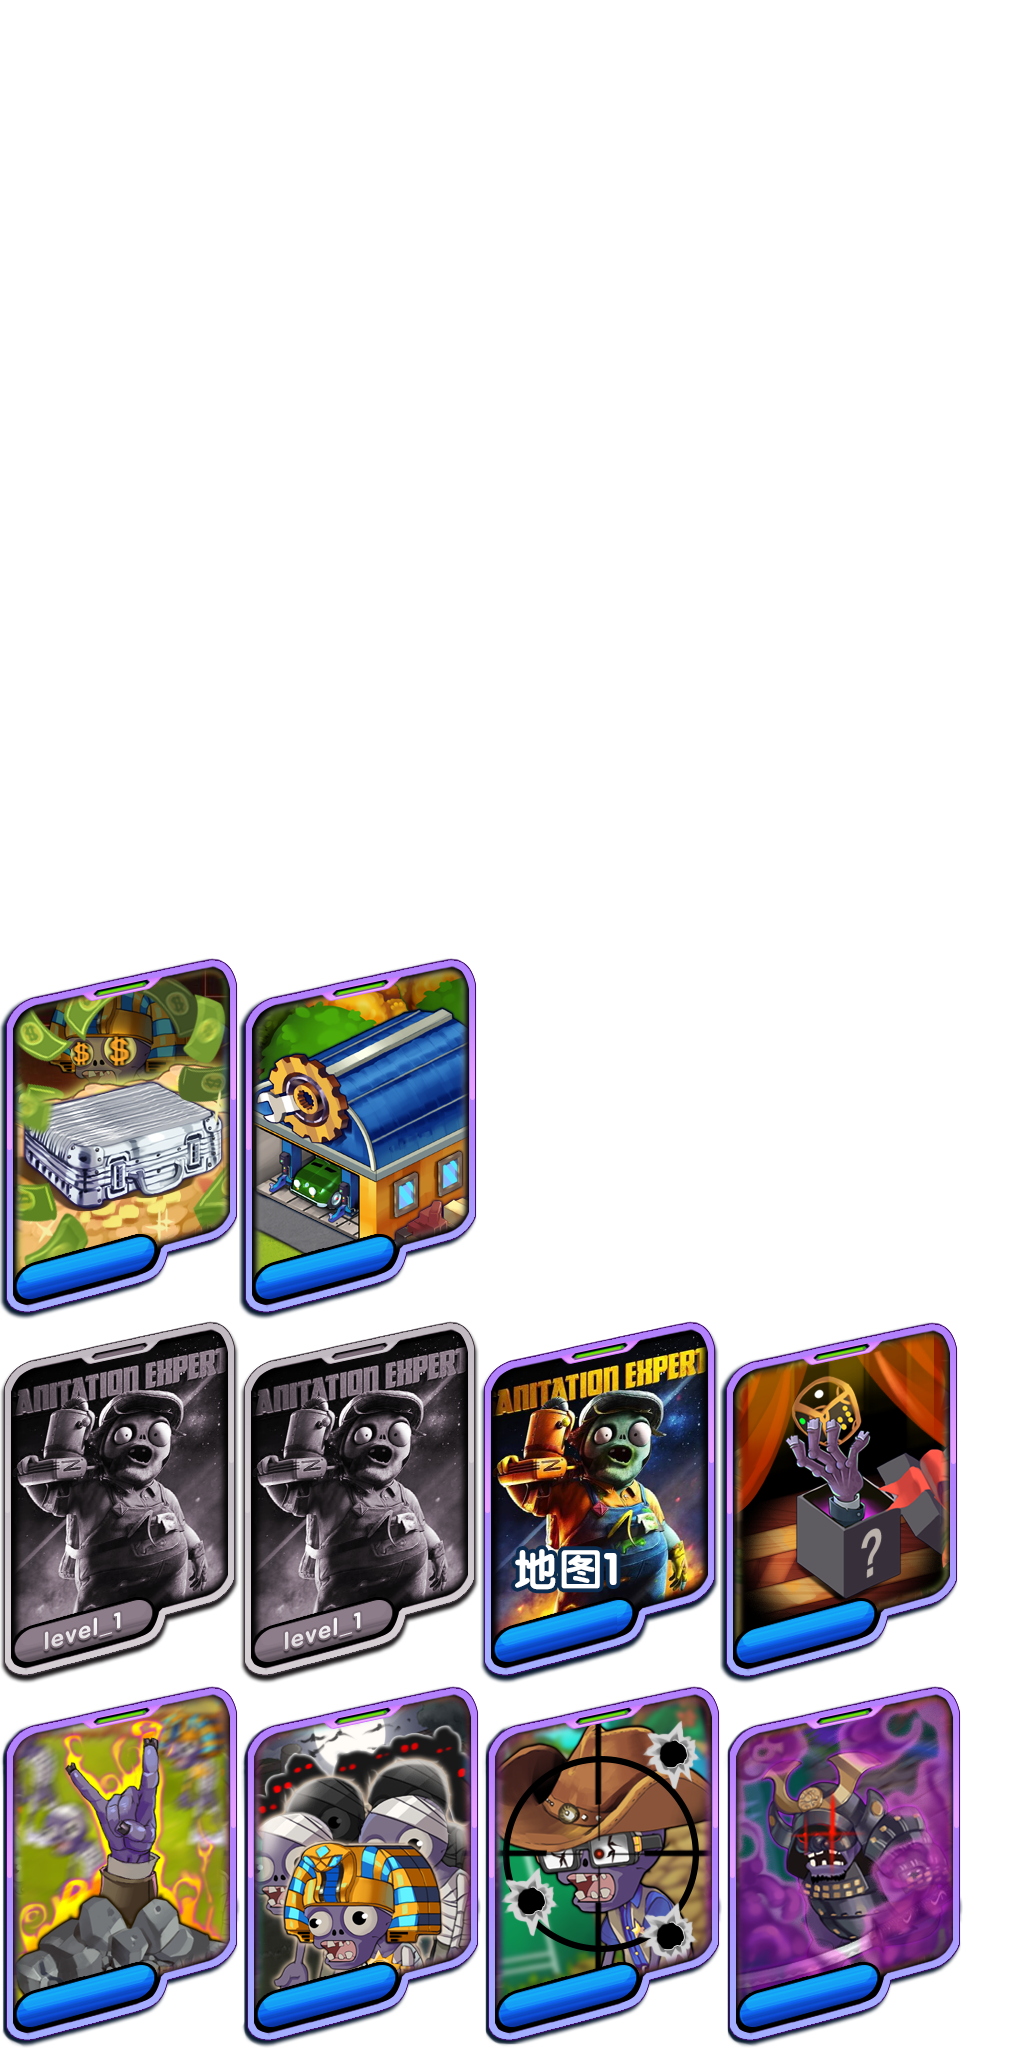 ANITATION EXPERT
level_1
ANITATION EXPERT
level_1
ANITATION EXPERT
地图1
?
$ $